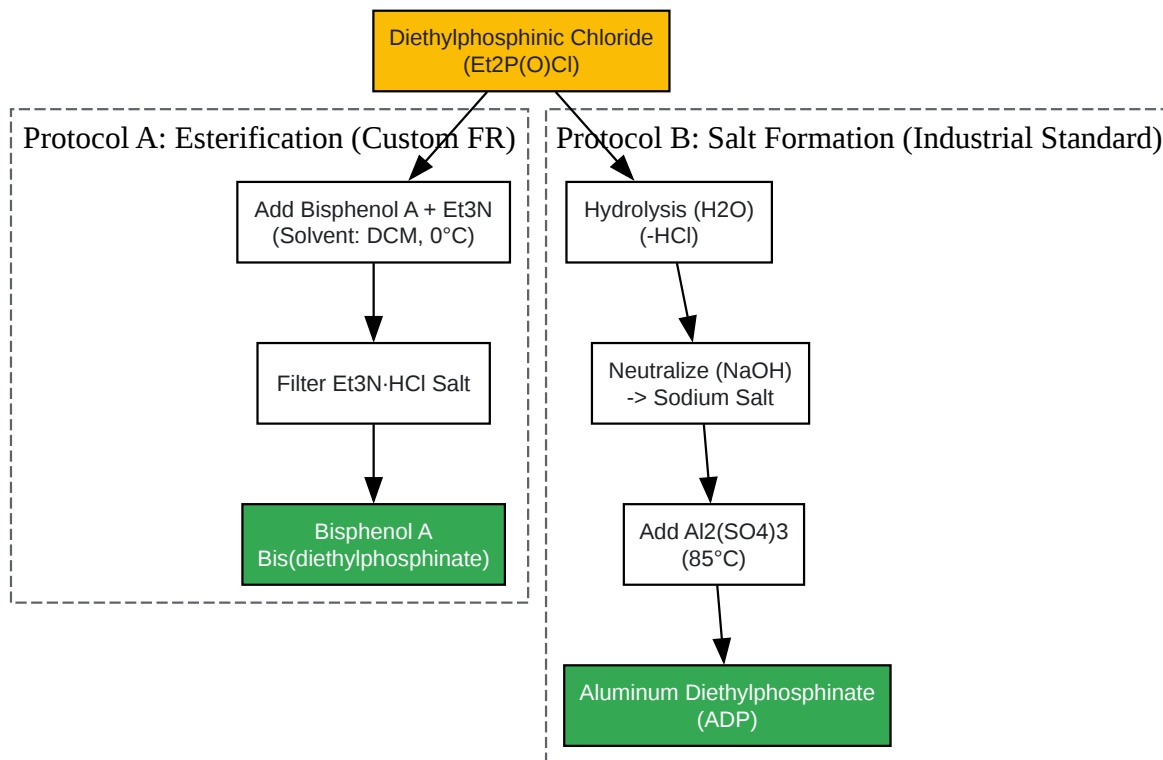 Diethylphosphinic Chloride
(Et2P(O)Cl)
Protocol A: Esterification (Custom FR)
Add Bisphenol A + Et3N
(Solvent: DCM, 0°C)
Filter Et3N·HCl Salt
Bisphenol A
Bis(diethylphosphinate)
Protocol B: Salt Formation (Industrial Standard)
Hydrolysis (H2O)
(-HCl)
Neutralize (NaOH)
-> Sodium Salt
Add Al2(SO4)3
(85°C)
Aluminum Diethylphosphinate
(ADP)